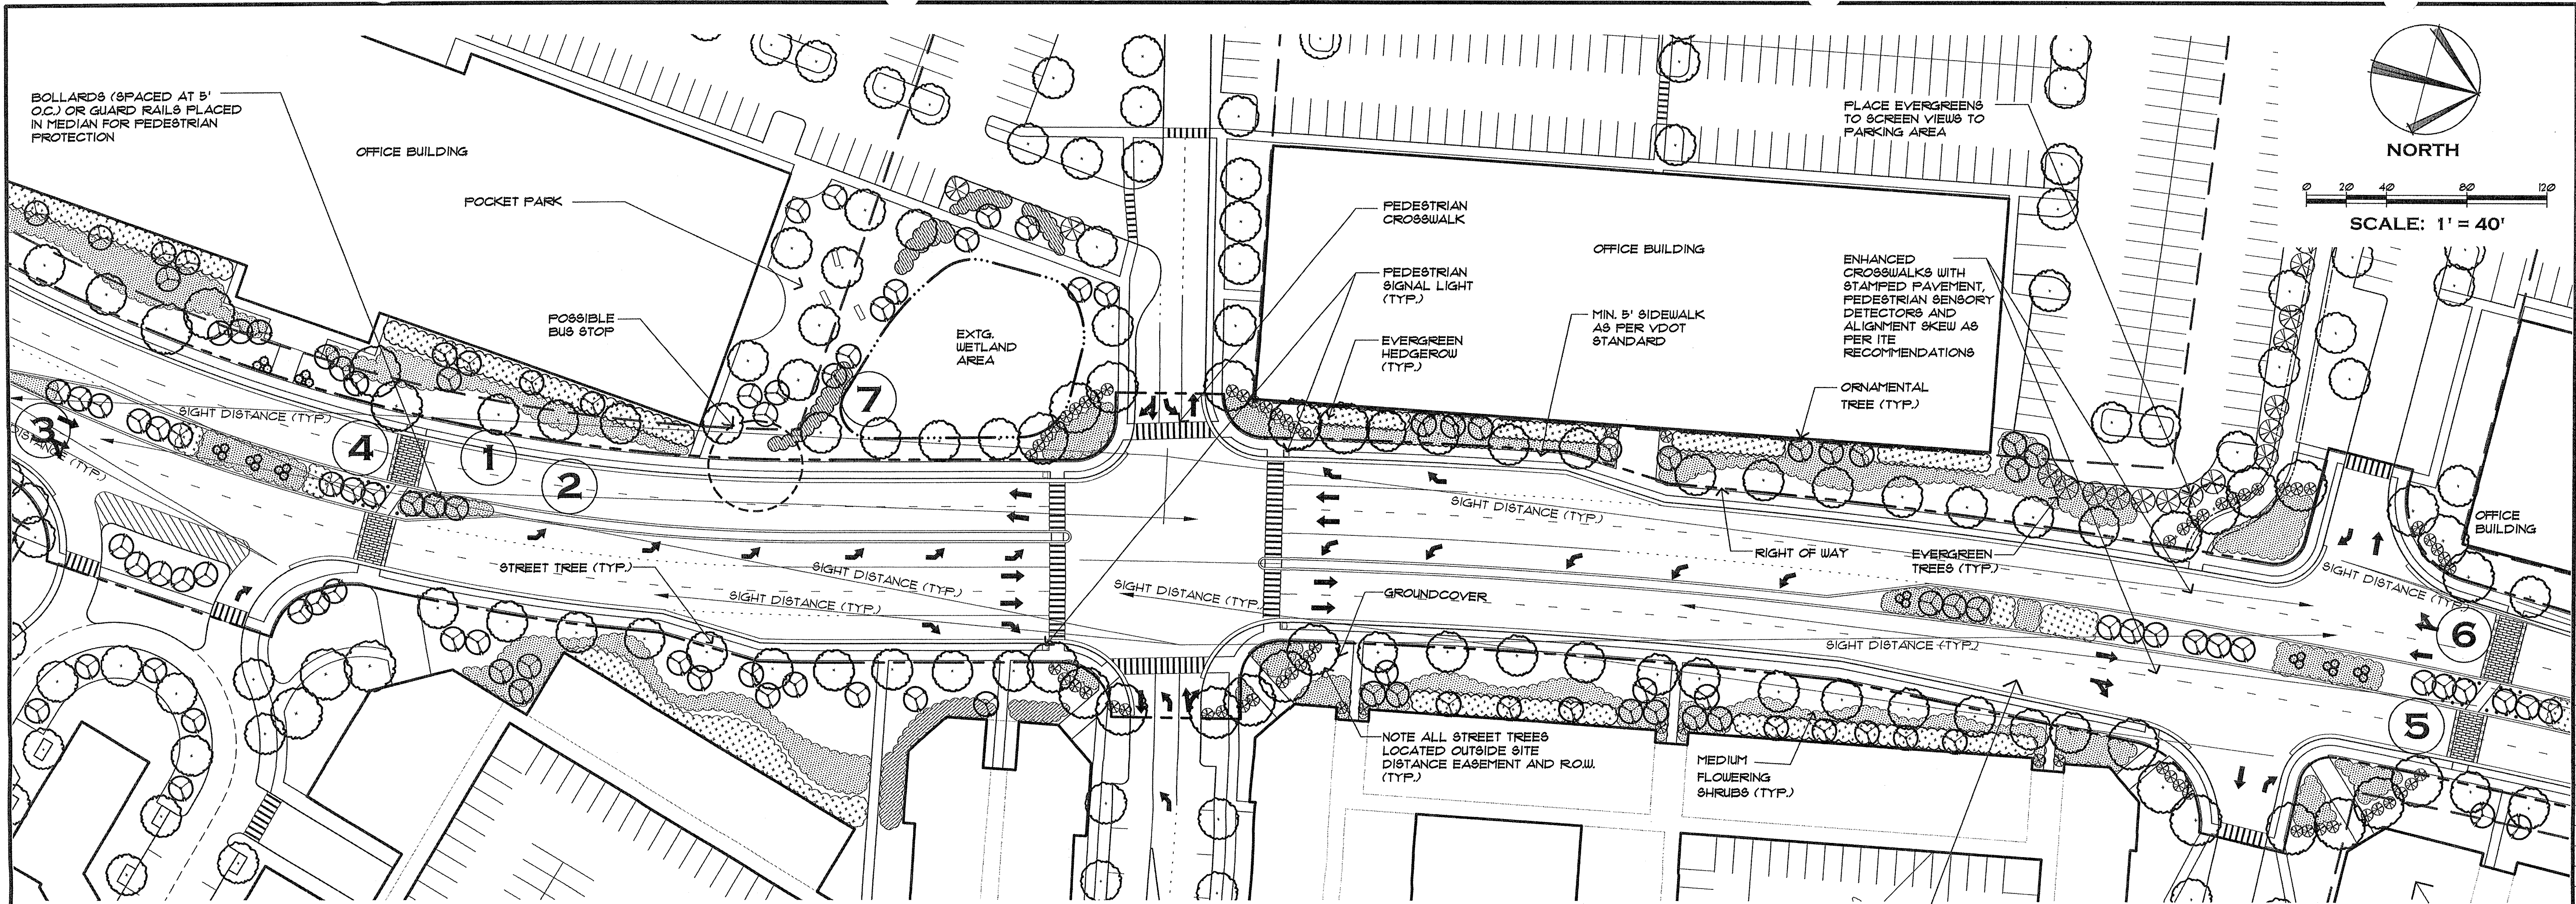 BOLLARDS (SPACED AT 5'
O.C.) OR GUARD RAILS PLACED
IN MEDIAN FOR PEDESTRIAN
PROTECTION
OFFICE BUILDING
POCKET PARK
POSSIBLE
BUS STOP
EXTG.
WETLAND
AREA
7
PEDESTRIAN
CROSSWALK
PEDESTRIAN
SIGNAL LIGHT
(TYP.)
EVERGREEN
HEDGEROW
(TYP.)
OFFICE BUILDING
MIN. 5' SIDEWALK
AS PER VDOT
STANDARD
PLACE EVERGREENS
TO SCREEN VIEWS TO
PARKING AREA
ENHANCED
CROSSWALKS WITH
STAMPED PAVEMENT,
PEDESTRIAN SENSORY
DETECTORS AND
ALIGNMENT SKEW AS
PER ITE
RECOMMENDATIONS
ORNAMENTAL
TREE (TYP.)
NORTH
0 20 40 80 120
SCALE: 1' = 40'
OFFICE
BUILDING
3
SIGHT DISTANCE (TYP.)
DISTANCE (TYP.)
4
1
2
STREET TREE (TYP.)
SIGHT DISTANCE (TYP.)
SIGHT DISTANCE (TYP.)
SIGHT DISTANCE (TYP.)
SIGHT DISTANCE (TYP.)
RIGHT OF WAY
EVERGREEN
TREES (TYP.)
SIGHT DISTANCE (TYP.)
GROUNDCOVER
SIGHT DISTANCE (TYP.)
6
5
NOTE ALL STREET TREES
LOCATED OUTSIDE SITE
DISTANCE EASEMENT AND R.O.W.
(TYP.)
MEDIUM
FLOWERING
SHRUBS (TYP.)